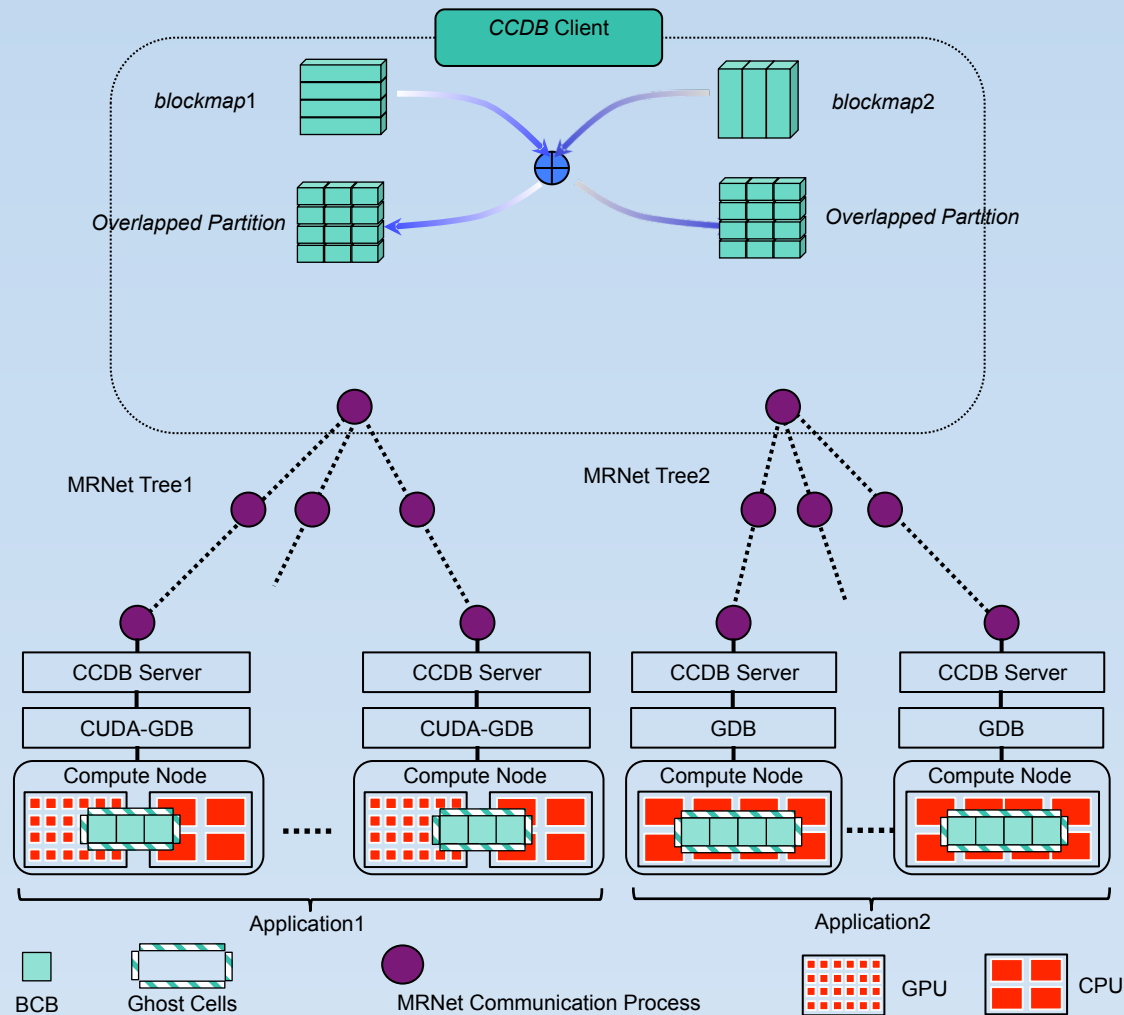 CCDB Client
blockmap1
blockmap2
Overlapped Partition
Overlapped Partition
MRNet Tree1
MRNet Tree2
CCDB Server
CCDB Server
CCDB Server
CCDB Server
CUDA-GDB
CUDA-GDB
GDB
GDB
Compute Node
Compute Node
Compute Node
Compute Node
Application1
Application2
BCB
Ghost Cells
MRNet Communication Process
GPU
CPU